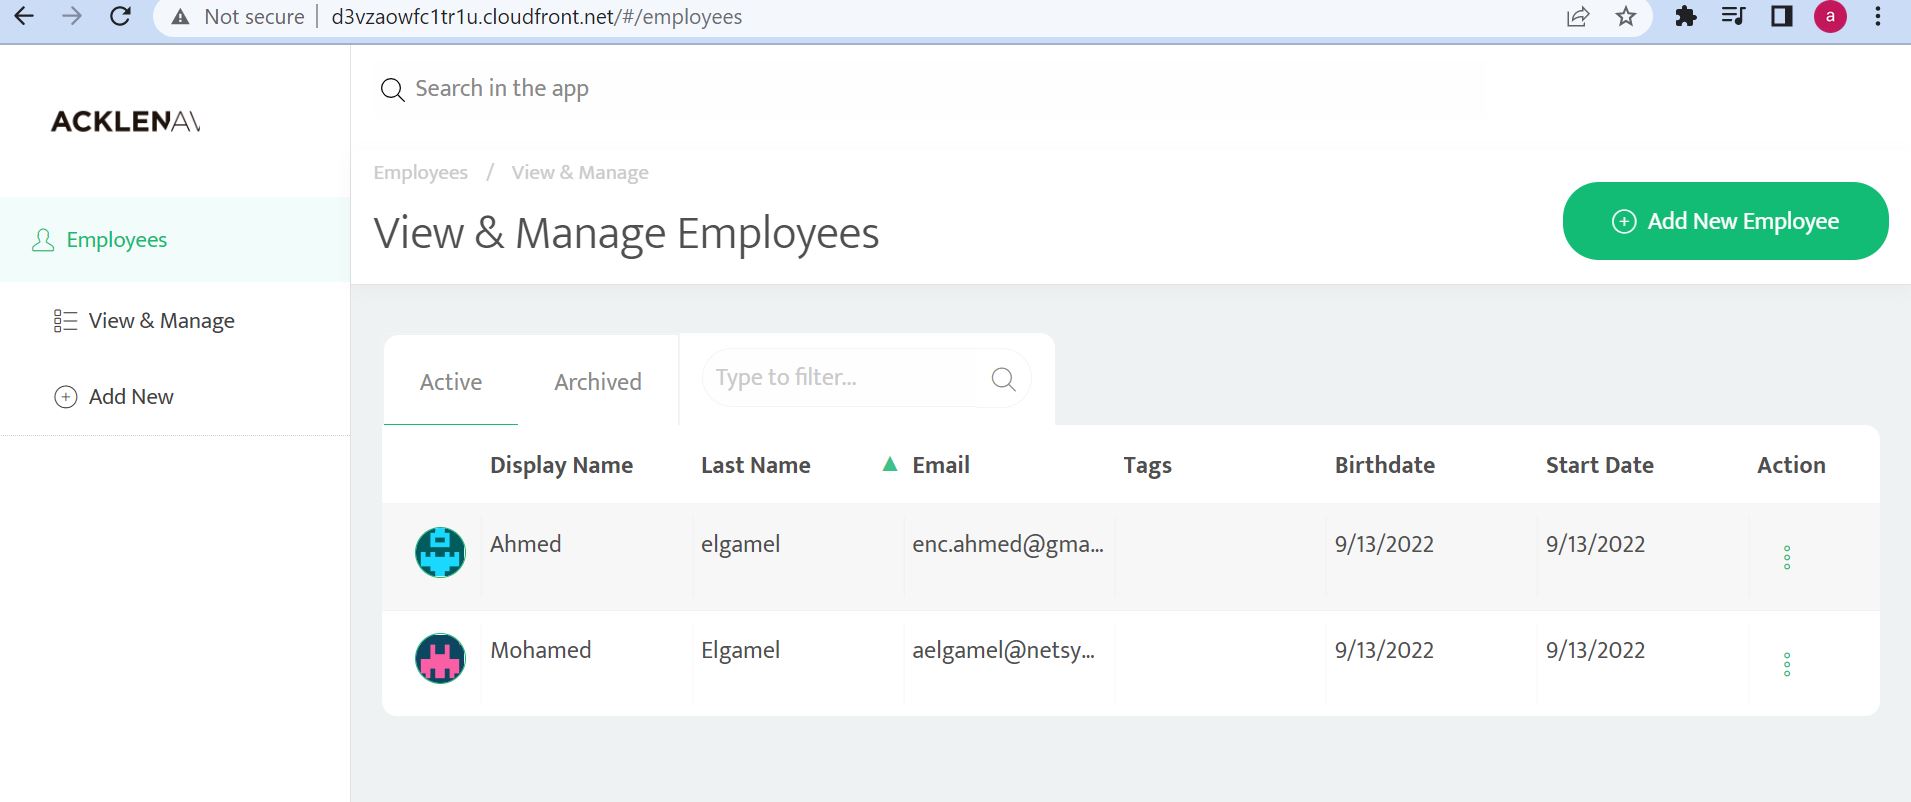 Not secure | d3vzaowfc1tr1u.cloudfront.net/#/employees
a
ACKLENAV
Search in the app
Employees / View & Manage
View & Manage Employees
Add New Employee
Employees
View & Manage
Add New
Active Archived Type to filter...
Display Name Last Name Email Tags Birthdate Start Date Action
Ahmed elgamel enc.ahmed@gma... 9/13/2022 9/13/2022
Mohamed Elgamel aelgamel@netsy... 9/13/2022 9/13/2022